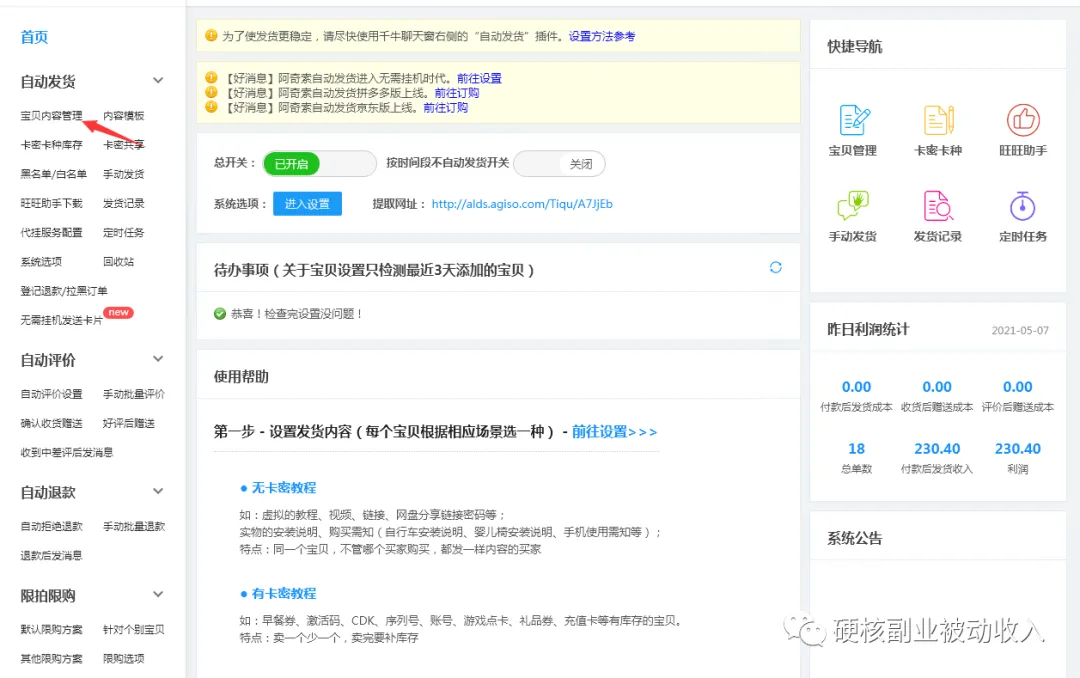 首页
自动发货
宝贝内容管理 内容模板
卡密卡种库存 卡密共享
黑名单/白名单 手动发货
旺旺助手下载 发货记录
代挂服务配置 定时任务
系统选项 回收站
登记退款/拉黑订单
无需挂机发送卡片 new
自动评价
自动评价设置 手动批量评价
确认收货赠送 好评后赠送
收到中差评后发消息
自动退款
自动拒绝退款 手动批量退款
退款后发消息
限拍限购
默认限购方案 针对个别宝贝
其他限购方案 限购选项
为了使发货更稳定，请尽快使用千牛聊天窗右侧的“自动发货”插件。设置方法参考
【好消息】阿奇索自动发货进入无需挂机时代。前往设置
【好消息】阿奇索自动发货拼多多版上线。前往订购
【好消息】阿奇索自动发货京东版上线。前往订购
总开关： 已开启 按时间段不自动发货开关 关闭
系统选项： 进入设置 提取网址： http://alds.agiso.com/Tiqu/A7JjEb
待办事项（关于宝贝设置只检测最近3天添加的宝贝）
恭喜！检查完设置没问题！
使用帮助
第一步 - 设置发货内容（每个宝贝根据相应场景选一种） - 前往设置>>>
● 无卡密教程
如：虚拟的教程、视频、链接、网盘分享链接密码等；
实物的安装说明、购买需知（自行车安装说明、婴儿椅安装说明、手机使用需知等）；
特点：同一个宝贝，不管哪个买家购买，都发一样内容的买家
● 有卡密教程
如：早餐券、激活码、CDK、序列号、账号、游戏点卡、礼品券、充值卡等有库存的宝贝。
特点：卖一个少一个，卖完要补库存
快捷导航
宝贝管理 卡密卡种 旺旺助手
手动发货 发货记录 定时任务
昨日利润统计 2021-05-07
0.00 0.00 0.00
付款后发货成本 收货后赠送成本 评价后赠送成本
18 230.40 230.40
总单数 付款后发货收入 利润
系统公告
硬核副业被动收入